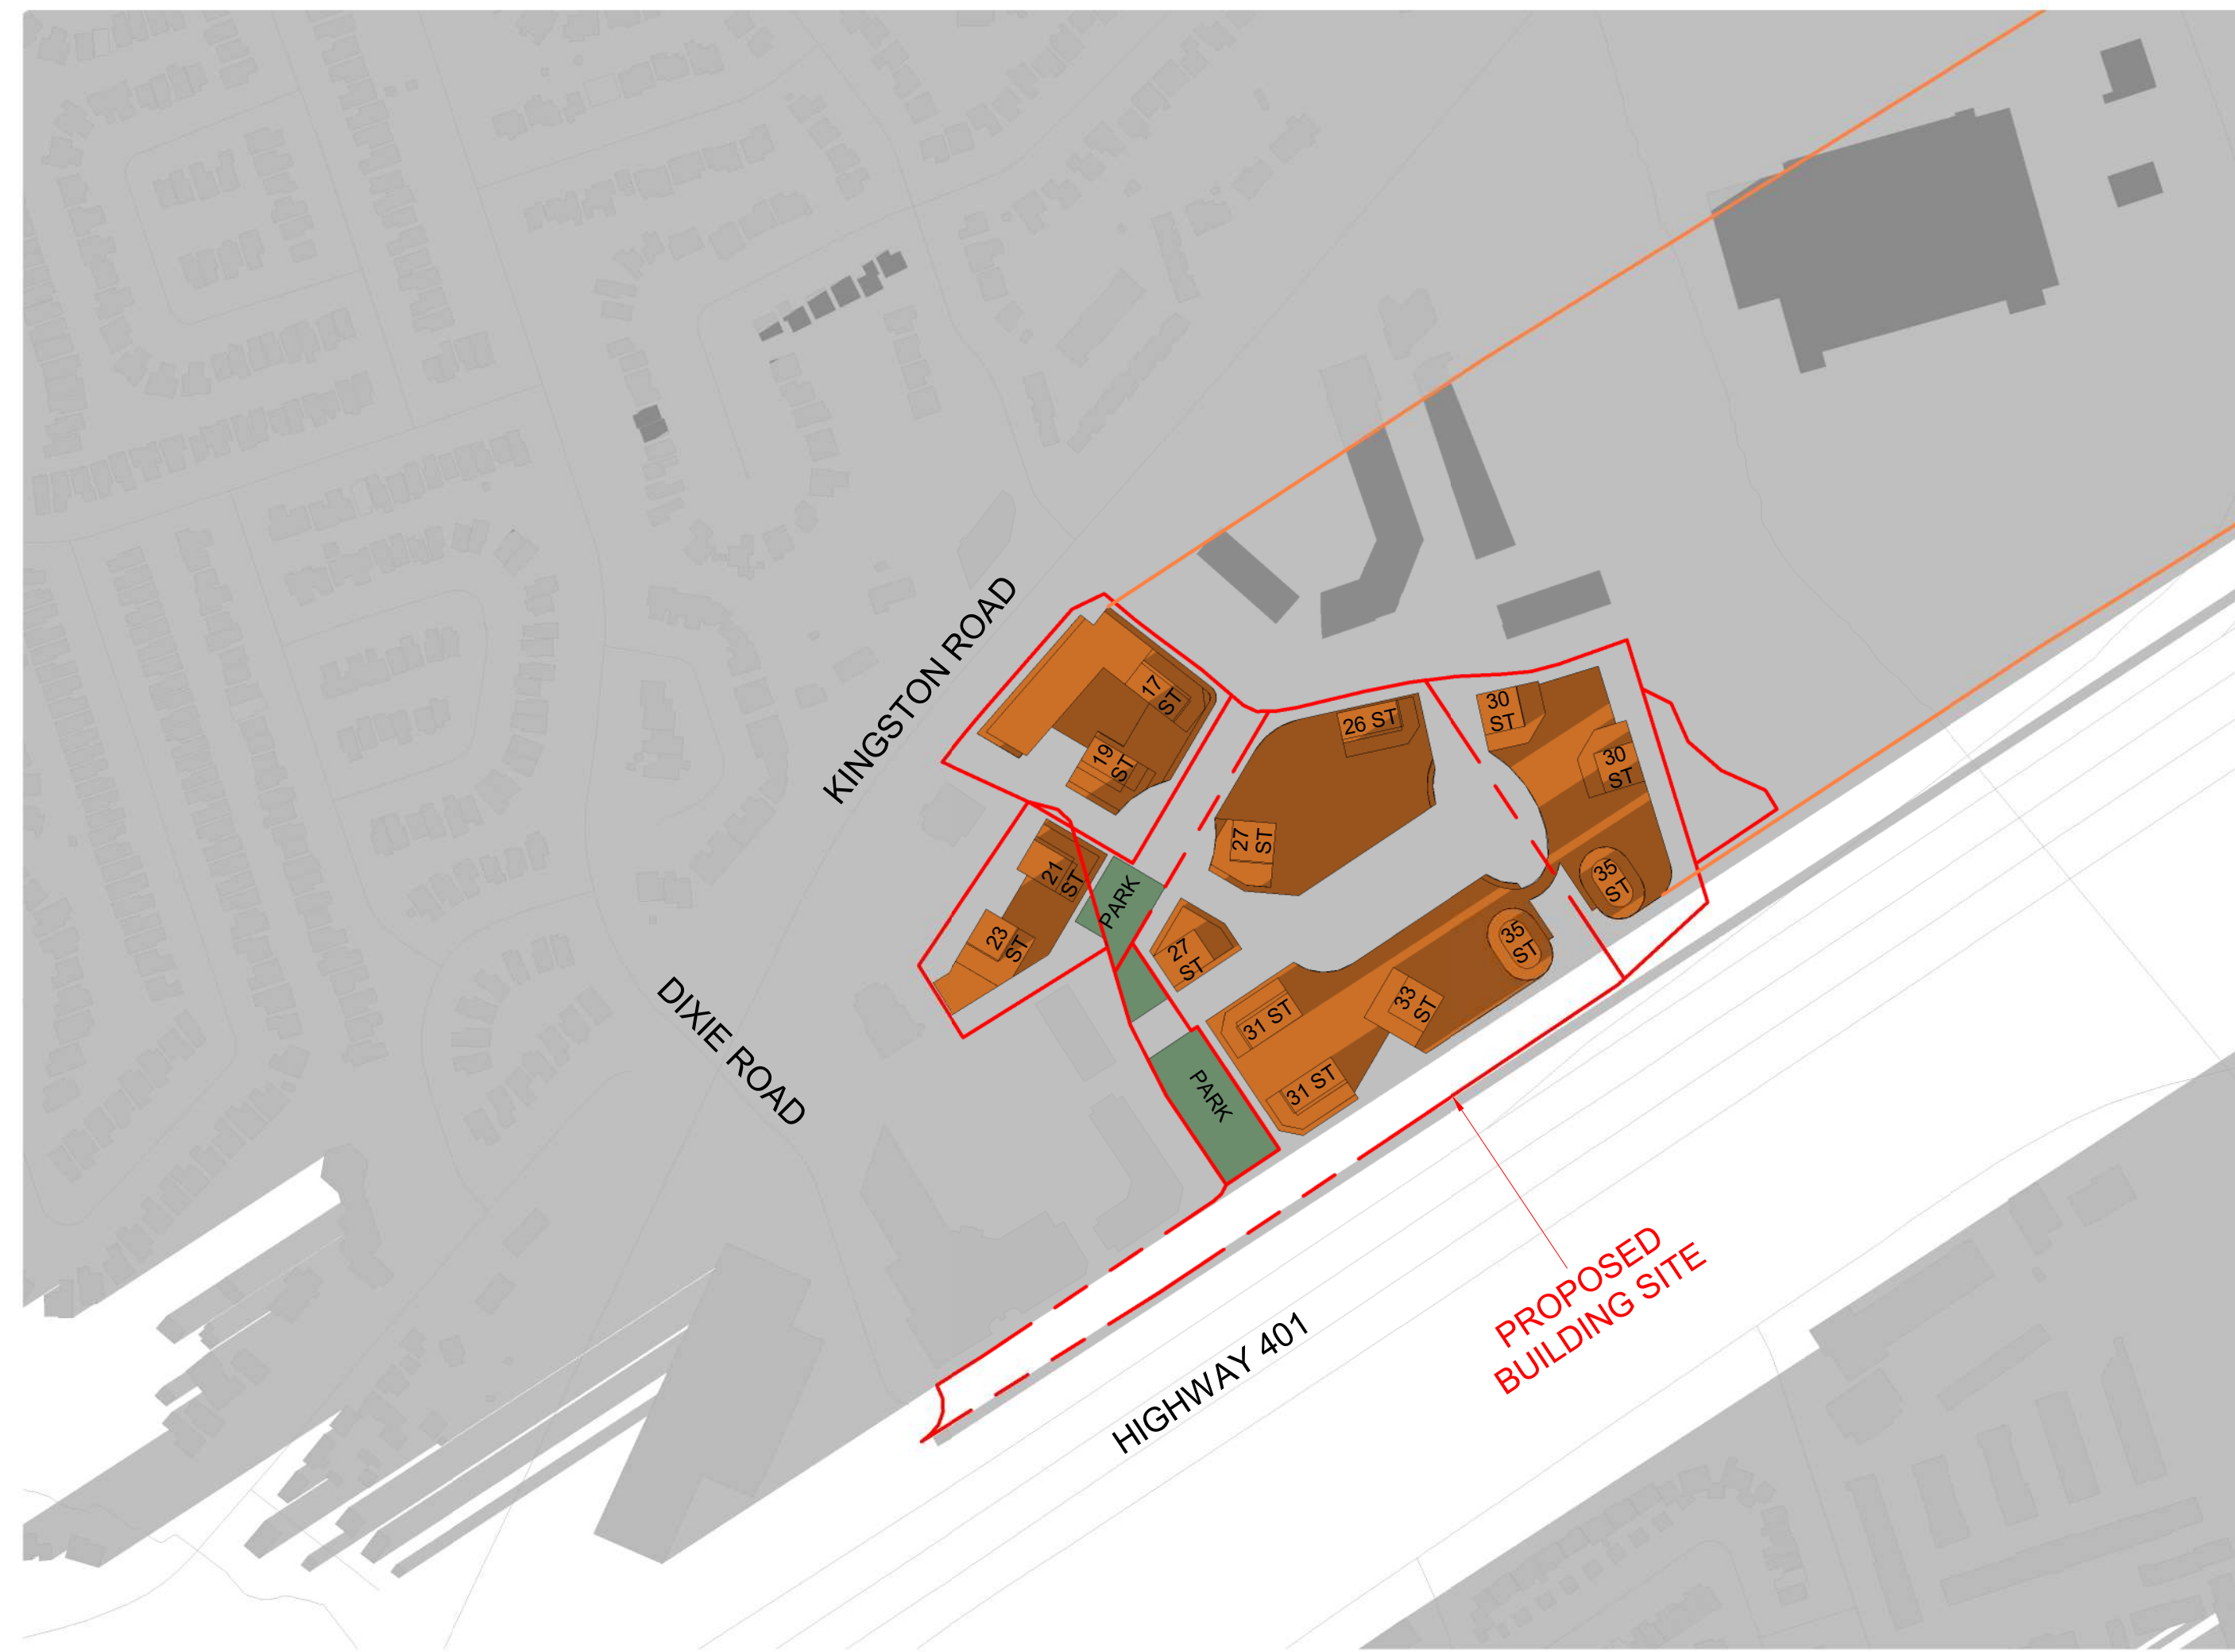 KINGSTON ROAD
17
ST
19
ST
26 ST
30
ST
30
ST
27
ST
21
ST
PARK
35
ST
23
ST
27
ST
35
ST
31 ST
33
ST
31 ST
PARK
DIXIE ROAD
HIGHWAY 401
PROPOSED
BUILDING SITE